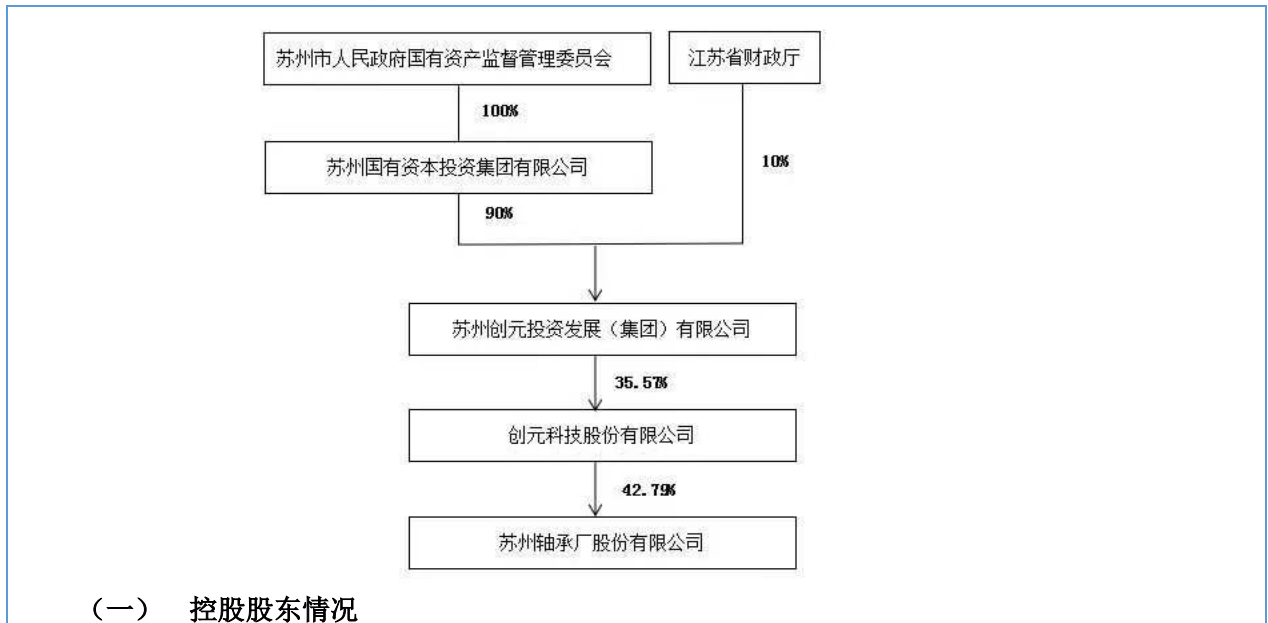 苏州市人民政府国有资产监督管理委员会
江苏省财政厅
100%
苏州国有资本投资集团有限公司
10%
90%
苏州创元投资发展（集团）有限公司
35.57%
创元科技股份有限公司
42.79%
苏州轴承厂股份有限公司
（一） 控股股东情况